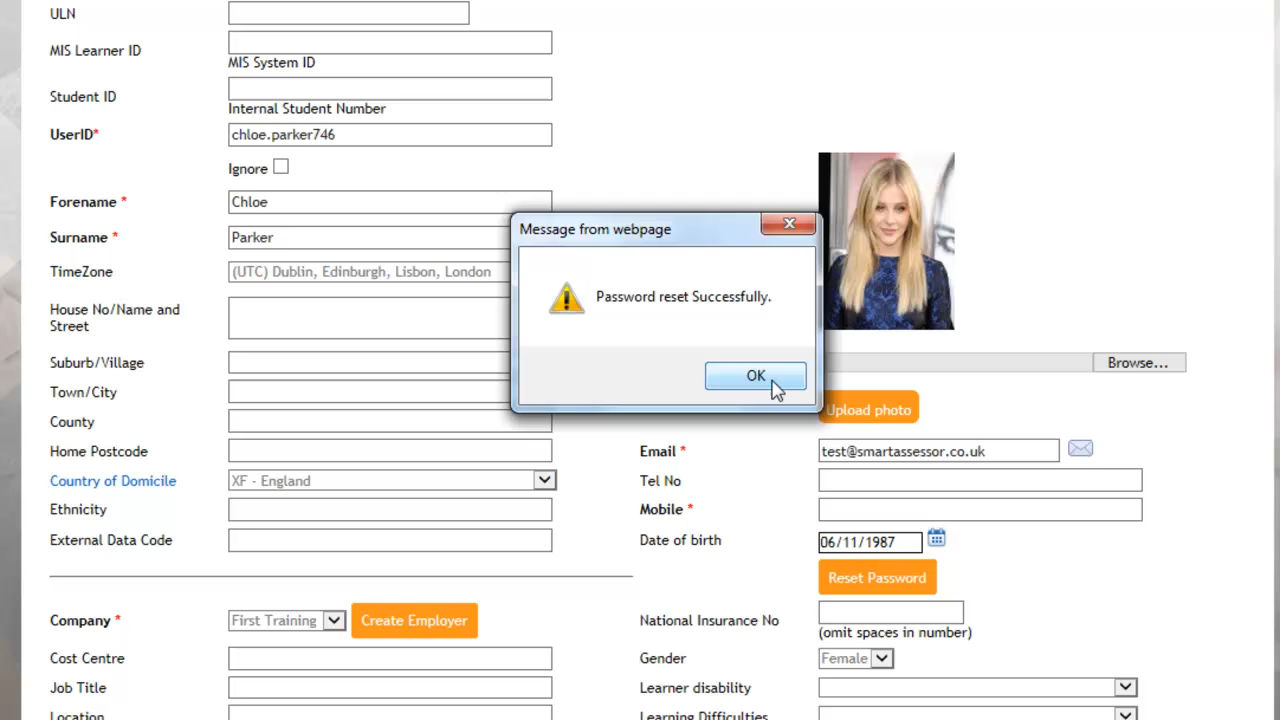 ULN
MIS Learner ID
MIS System ID
Student ID
Internal Student Number
UserID* chloe.parker746
Ignore
Forename * Chloe
Surname * Parker
TimeZone (UTC) Dublin, Edinburgh, Lisbon, London
House No/Name and
Street
Suburb/Village
Town/City
County
Home Postcode
Country of Domicile XF - England
Ethnicity
External Data Code
Message from webpage
Password reset Successfully.
OK
Browse...
Upload photo
Email * test@smartassessor.co.uk
Tel No
Mobile *
Date of birth 06/11/1987
Reset Password
Company * First Training Create Employer
Cost Centre
Job Title
Location
National Insurance No
(omit spaces in number)
Gender Female
Learner disability
Learning Difficulties